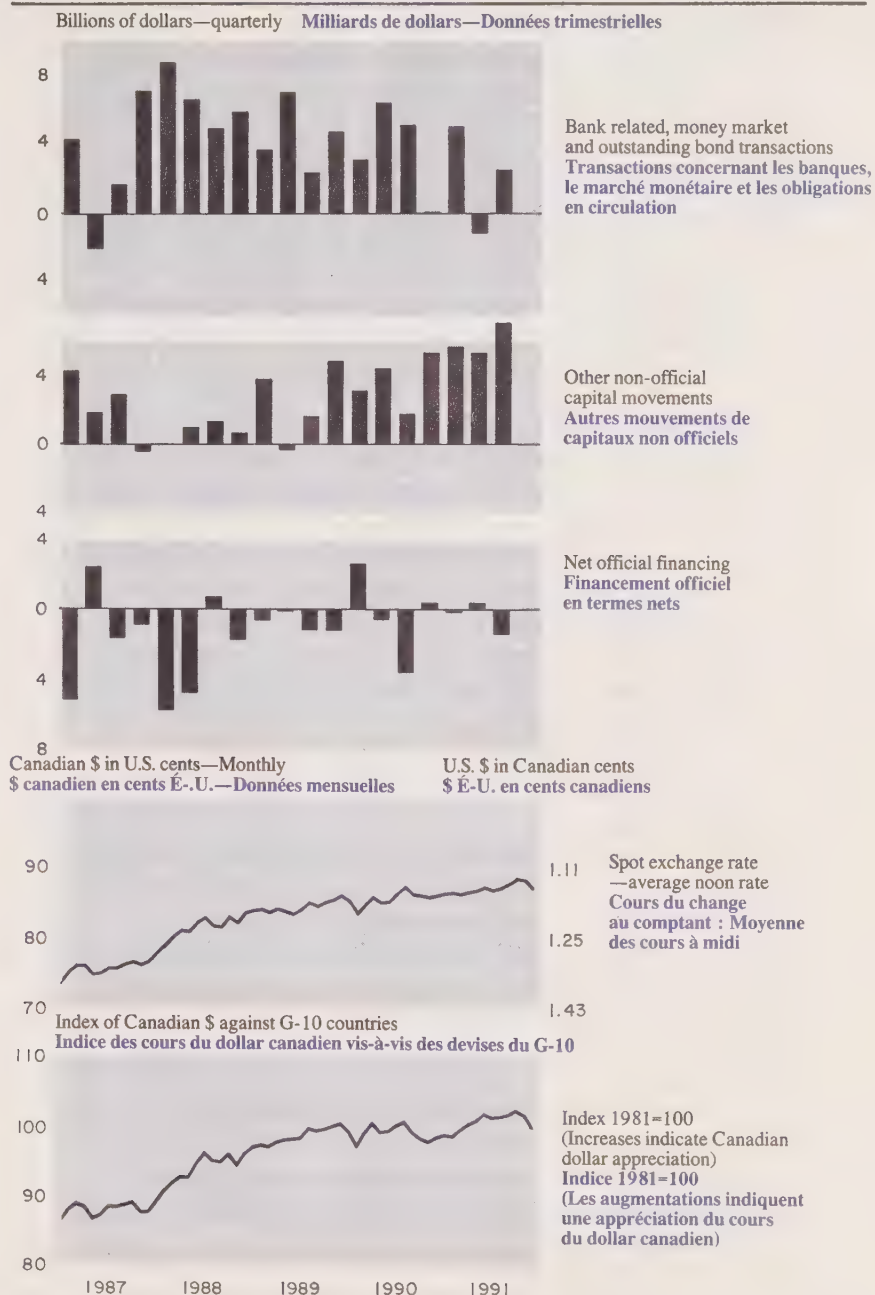 Billions of dollars—quarterly Milliards de dollars—Données trimestrielles
8
4
0
4
Bank related, money market
and outstanding bond transactions
Transactions concernant les banques,
le marché monétaire et les obligations
en circulation
4
0
4
Other non-official
capital movements
Autres mouvements de
capitaux non officiels
4
0
4
8
Net official financing
Financement officiel
en termes nets
Canadian $ in U.S. cents—Monthly
$ canadien en cents É-.U.—Données mensuelles
U.S. $ in Canadian cents
$ É-U. en cents canadiens
90
80
70
1.11
1.25
1.43
Spot exchange rate
—average noon rate
Cours du change
au comptant : Moyenne
des cours à midi
Index of Canadian $ against G-10 countries
Indice des cours du dollar canadien vis-à-vis des devises du G-10
110
100
90
80
Index 1981=100
(Increases indicate Canadian
dollar appreciation)
Indice 1981=100
(Les augmentations indiquent
une appréciation du cours
du dollar canadien)
1987 1988 1989 1990 1991